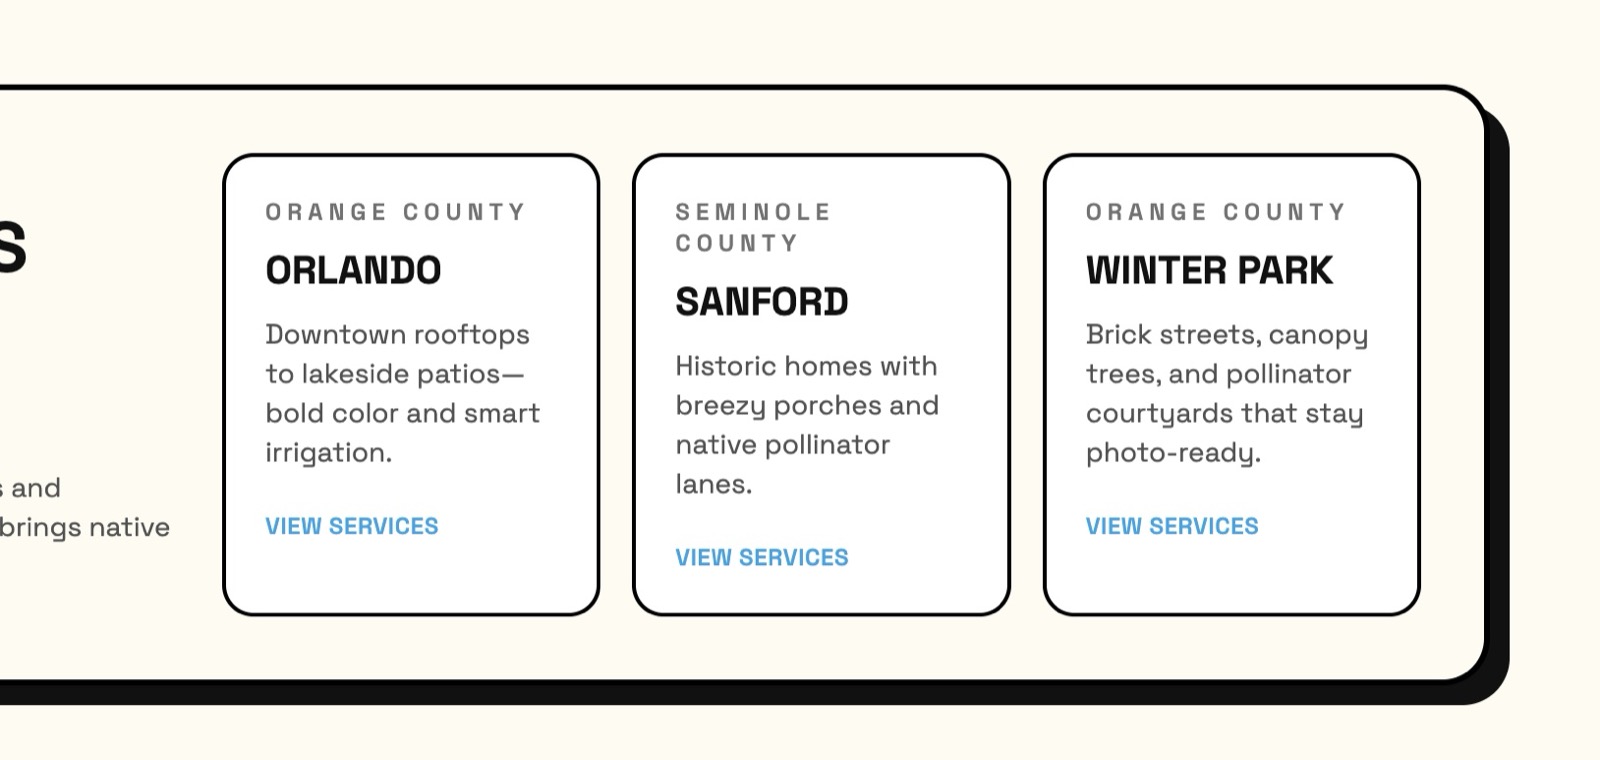 S
s and
brings native
ORANGE COUNTY
ORLANDO
Downtown rooftops
to lakeside patios—
bold color and smart
irrigation.
VIEW SERVICES
SEMINOLE
COUNTY
SANFORD
Historic homes with
breezy porches and
native pollinator
lanes.
VIEW SERVICES
ORANGE COUNTY
WINTER PARK
Brick streets, canopy
trees, and pollinator
courtyards that stay
photo-ready.
VIEW SERVICES